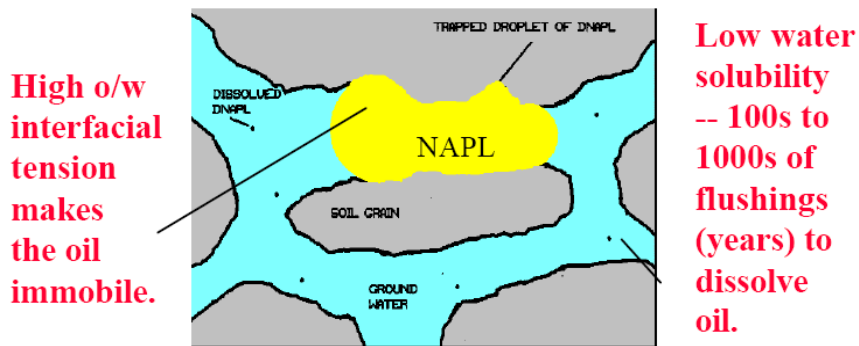 High o/w
interfacial
tension
makes
the oil
immobile.
TRAPPED DROPLET OF DNAPL
DISSOLVED
DNAPL
NAPL
SOIL GRAIN
GROUND
WATER
Low water
solubility
-- 100s to
1000s of
flushings
(years) to
dissolve
oil.